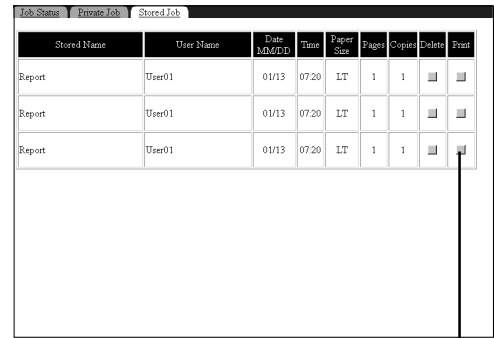 Job Status Private Job Stored Job
Stored Name User Name Date MM/DD Time Paper Size Pages Copies Delete Print
Report User01 01/13 07:20 LT 1 1
Report User01 01/13 07:20 LT 1 1
Report User01 01/13 07:20 LT 1 1